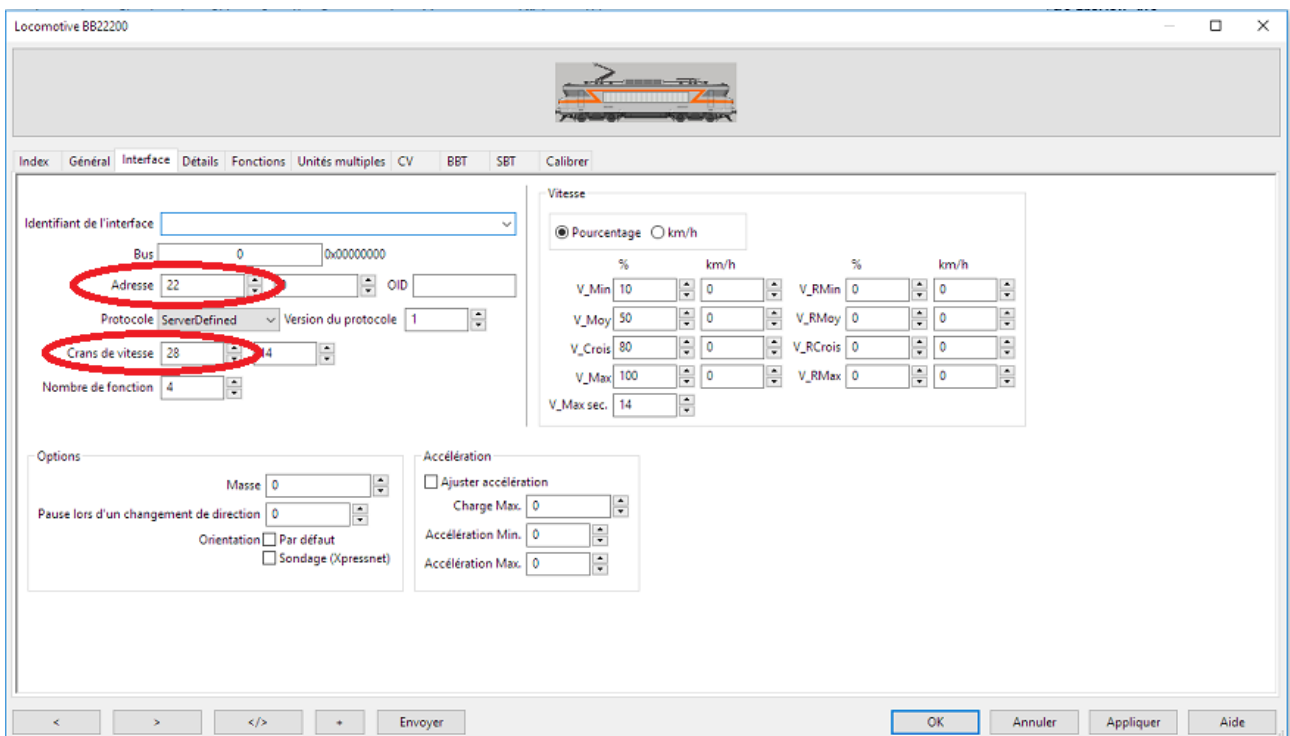 Locomotive BB22200
Index Général Interface Détails Fonctions Unités multiples CV BBT SBT Calibrer
Identifiant de l'interface
Bus 0 0x00000000
Adresse 22 OID
Protocole ServerDefined Version du protocole 1
Crans de vitesse 28 14
Nombre de fonction 4
Vitesse
Pourcentage km/h
% km/h % km/h
V_Min 10 0 V_RMin 0 0
V_Moy 50 0 V_RMoy 0 0
V_Crois 80 0 V_RCrois 0 0
V_Max 100 0 V_RMax 0 0
V_Max sec. 14
Options
Masse 0
Pause lors d'un changement de direction 0
Orientation Par défaut
Sondage (Xpressnet)
Accélération
Ajuster accélération
Charge Max. 0
Accélération Min. 0
Accélération Max. 0
< > </> + Envoyer OK Annuler Appliquer Aide